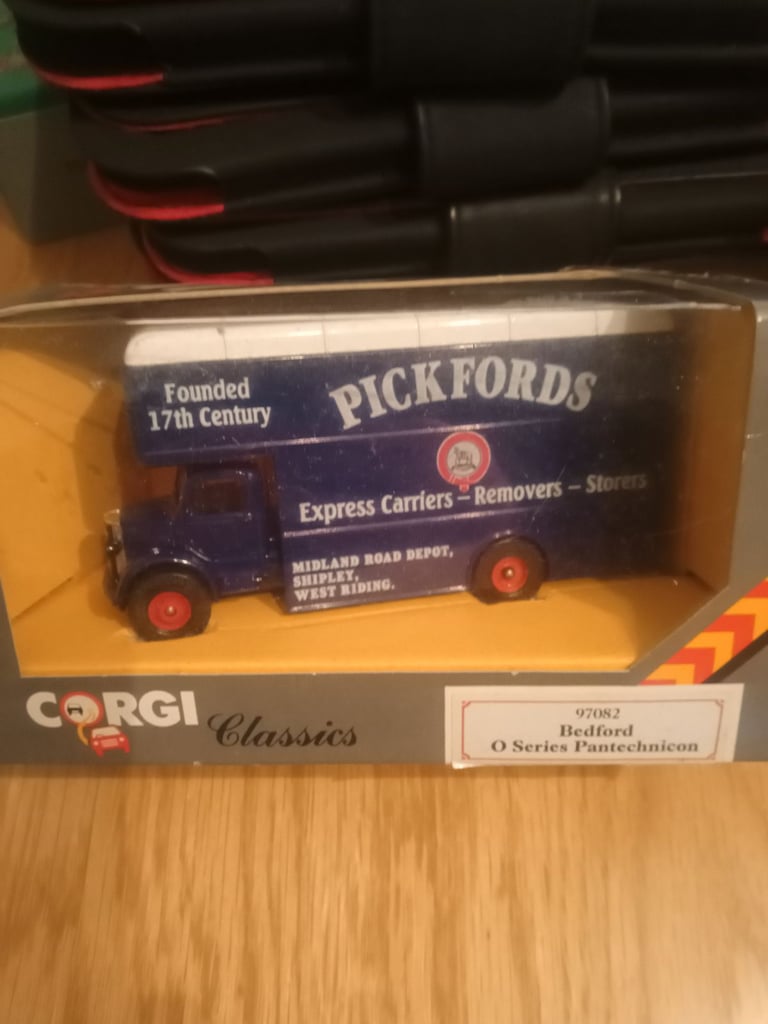 Founded
17th Century
PICKFORDS
Express Carriers – Removers – Storers
MIDLAND ROAD DEPOT,
SHIPLEY,
WEST RIDING.
CORGI Classics
97082
Bedford
O Series Pantechnicon